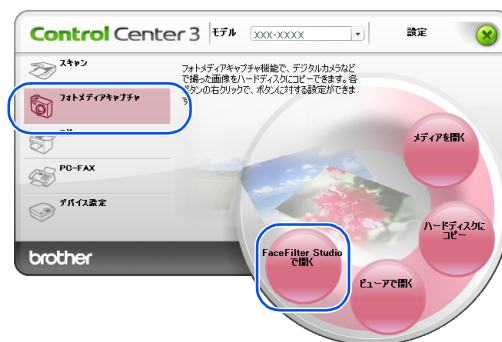 Control Center 3
モデル
XXX-XXXX
設定
スキャン
フォトメディアキャプチャ
PC-FAX
デバイス設定
brother
フォトメディアキャプチャ機能で、デジタルカメラなど
で撮った画像をハードディスクにコピーできます。各
ボタンの右クリックで、ボタンに対する設定ができま
す
メディアを開く
ハードディスクに
コピー
ビューアで開く
FaceFilter Studio
で開く